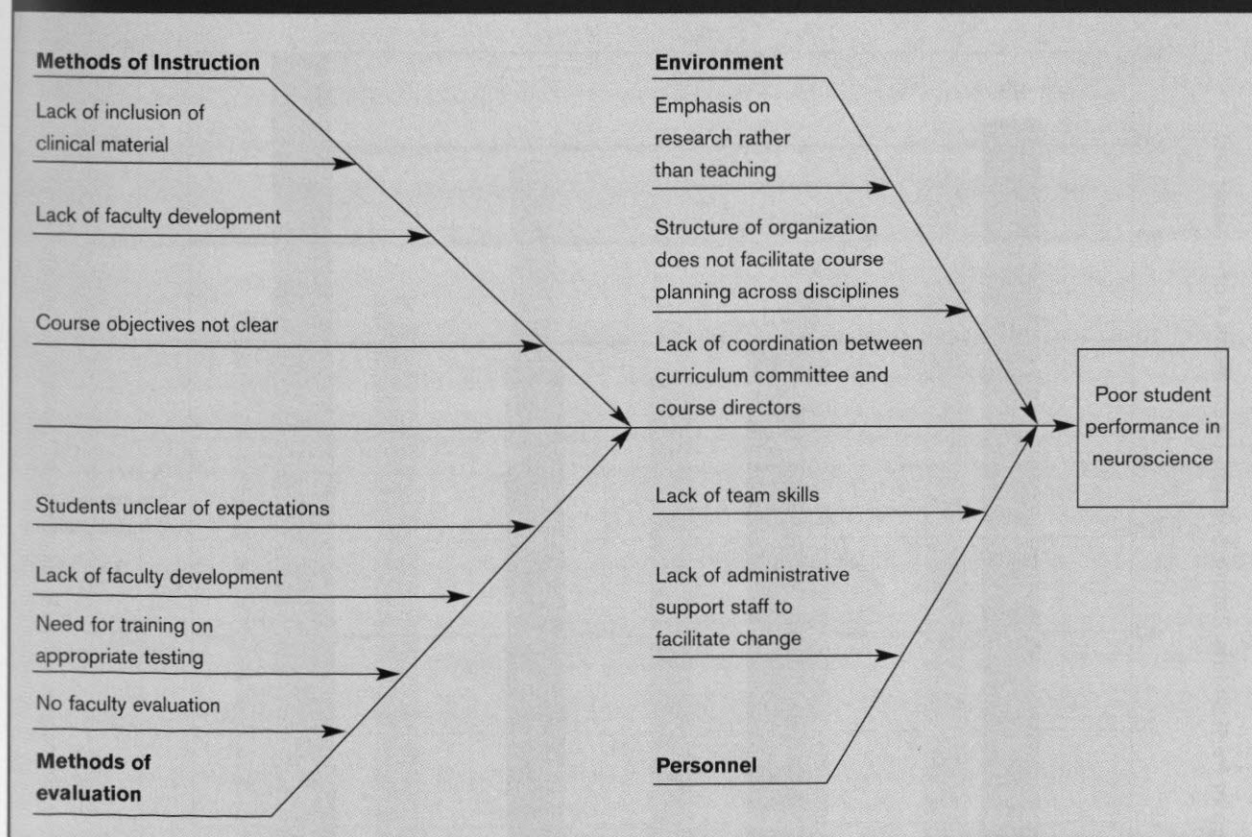 Methods of Instruction
Lack of inclusion of
clinical material
Lack of faculty development
Course objectives not clear
Students unclear of expectations
Lack of faculty development
Need for training on
appropriate testing
No faculty evaluation
Methods of
evaluation
Environment
Emphasis on
research rather
than teaching
Structure of organization
does not facilitate course
planning across disciplines
Lack of coordination between
curriculum committee and
course directors
Lack of team skills
Lack of administrative
support staff to
facilitate change
Personnel
Poor student
performance in
neuroscience